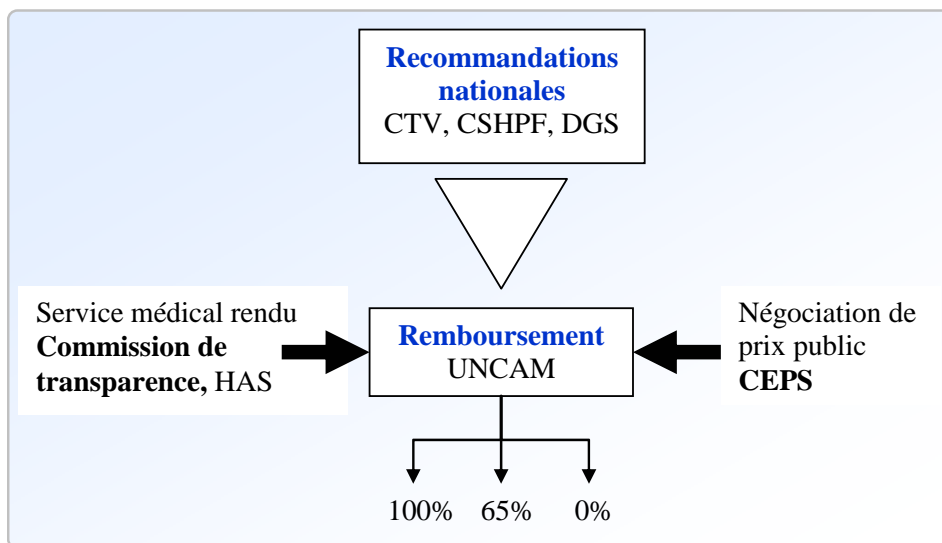 Recommandations
nationales
CTV, CSHPF, DGS
Service médical rendu
Commission de
transparence, HAS
Remboursement
UNCAM
Négociation de
prix public
CEPS
100% 65% 0%